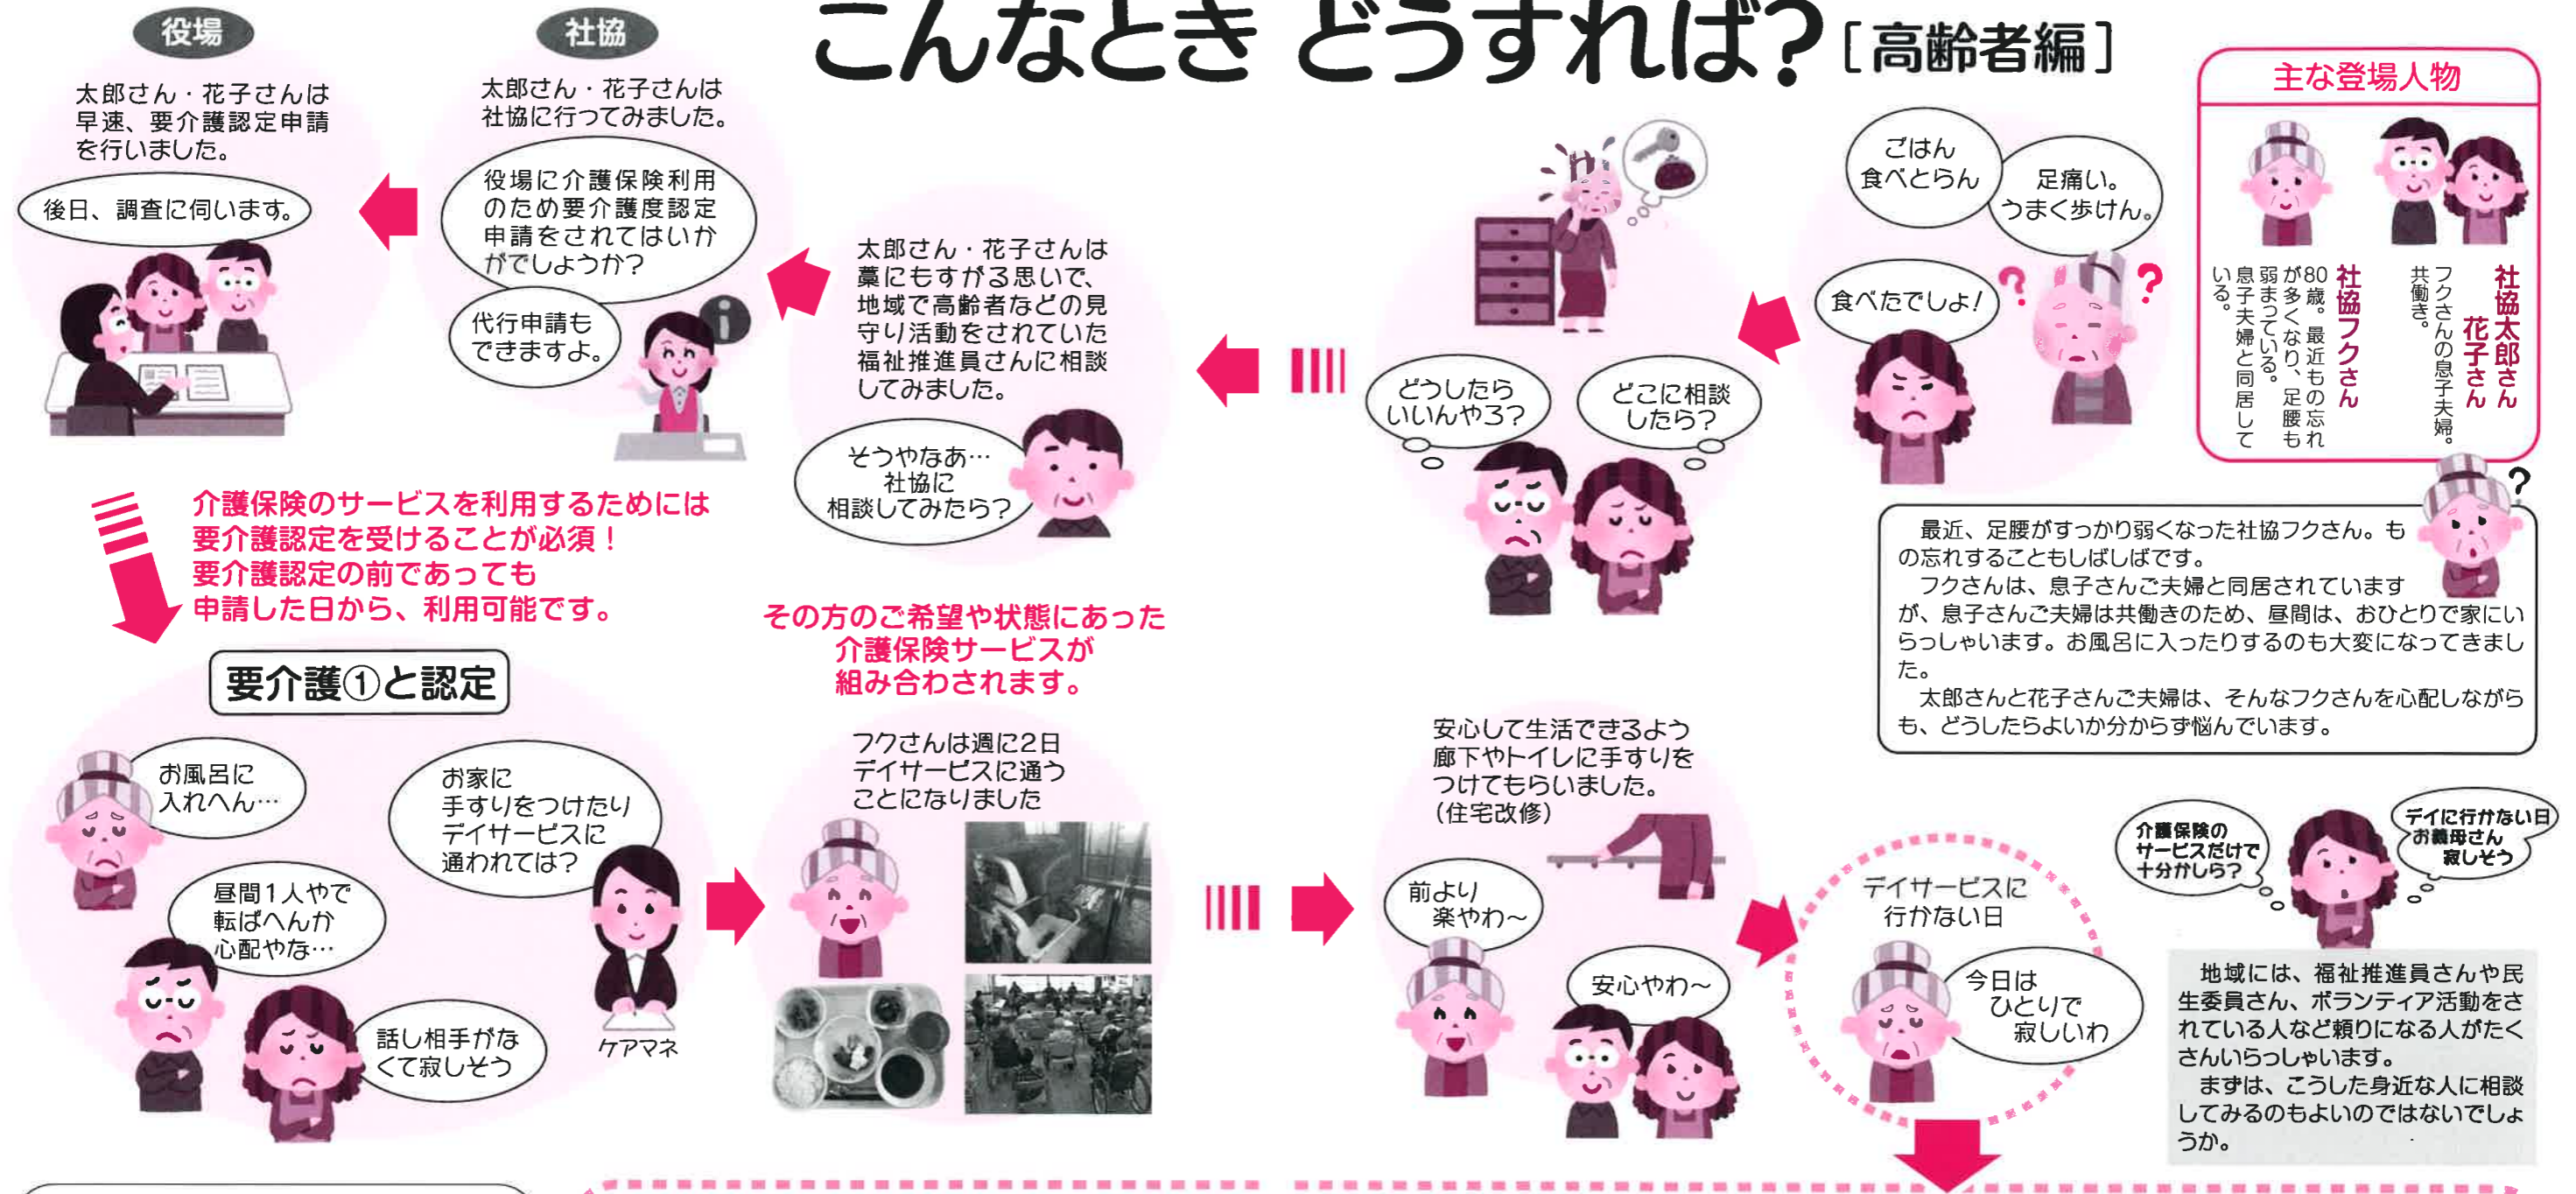 こんなとき どうすれば？［高齢者編］
主な登場人物
社協太郎さん
花子さん
フクさんの息子夫婦。
共働き。
社協フクさん
80歳。最近もの忘れ
が多くなり、足腰も
弱まっている。
息子夫婦と同居して
いる。
最近、足腰がすっかり弱くなった社協フクさん。も
の忘れすることもしばしばです。
フクさんは、息子さんご夫婦と同居されています
が、息子さんご夫婦は共働きのため、昼間は、おひとりで家にい
らっしゃいます。お風呂に入ったりするのも大変になってきまし
た。
太郎さんと花子さんご夫婦は、そんなフクさんを心配しながら
も、どうしたらよいか分からず悩んでいます。
ごはん
食べとらん
足痛い。
うまく歩けん。
食べたでしょ！
?
?
?
どうしたら
いいんやろ？
どこに相談
したら？
太郎さん・花子さんは
藁にもすがる思いで、
地域で高齢者などの見
守り活動をされていた
福祉推進員さんに相談
してみました。
そうやなあ…
社協に
相談してみたら？
社協
太郎さん・花子さんは
社協に行ってみました。
役場に介護保険利用
のため要介護度認定
申請をされてはいか
がでしょうか？
代行申請も
できますよ。
i
役場
太郎さん・花子さんは
早速、要介護認定申請
を行いました。
後日、調査に伺います。
介護保険のサービスを利用するためには
要介護認定を受けることが必須！
要介護認定の前であっても
申請した日から、利用可能です。
要介護①と認定
お風呂に
入れへん…
昼間1人やで
転ばへんか
心配やな…
話し相手がな
くて寂しそう
お家に
手すりをつけたり
デイサービスに
通われては？
ケアマネ
その方のご希望や状態にあった
介護保険サービスが
組み合わされます。
フクさんは週に2日
デイサービスに通う
ことになりました
安心して生活できるよう
廊下やトイレに手すりを
つけてもらいました。
（住宅改修）
前より
楽やわ～
安心やわ～
デイサービスに
行かない日
今日は
ひとりで
寂しいわ
介護保険の
サービスだけで
十分かしら？
デイに行かない日
お義母さん
寂しそう
地域には、福祉推進員さんや民
生委員さん、ボランティア活動をさ
れている人など頼りになる人がたく
さんいらっしゃいます。
まずは、こうした身近な人に相談
してみるのもよいのではないでしょ
うか。